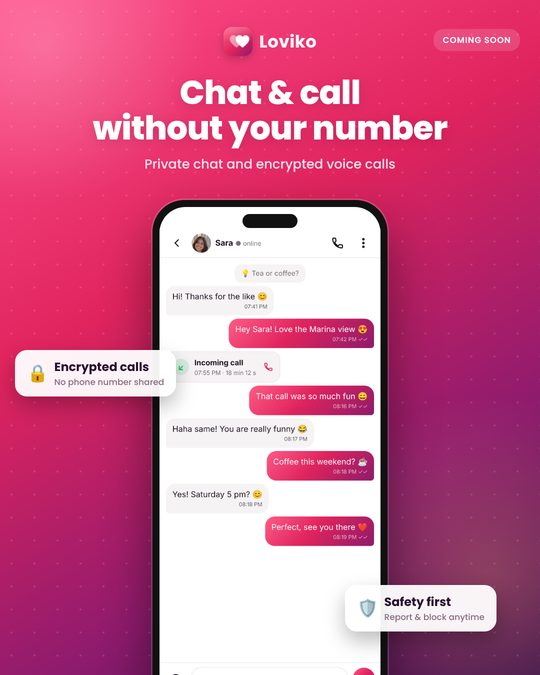 Loviko
COMING SOON
Chat & call
without your number
Private chat and encrypted voice calls
Sara ● online
💡 Tea or coffee?
Hi! Thanks for the like 😊
07:41 PM
Hey Sara! Love the Marina view 😍
07:42 PM ✓✓
Incoming call
07:55 PM · 18 min 12 s
🔒 Encrypted calls
No phone number shared
That call was so much fun 😄
08:16 PM ✓✓
Haha same! You are really funny 😂
08:17 PM
Coffee this weekend? ☕
08:18 PM ✓✓
Yes! Saturday 5 pm? 😊
08:18 PM
Perfect, see you there ❤️
08:19 PM ✓✓
🛡️ Safety first
Report & block anytime